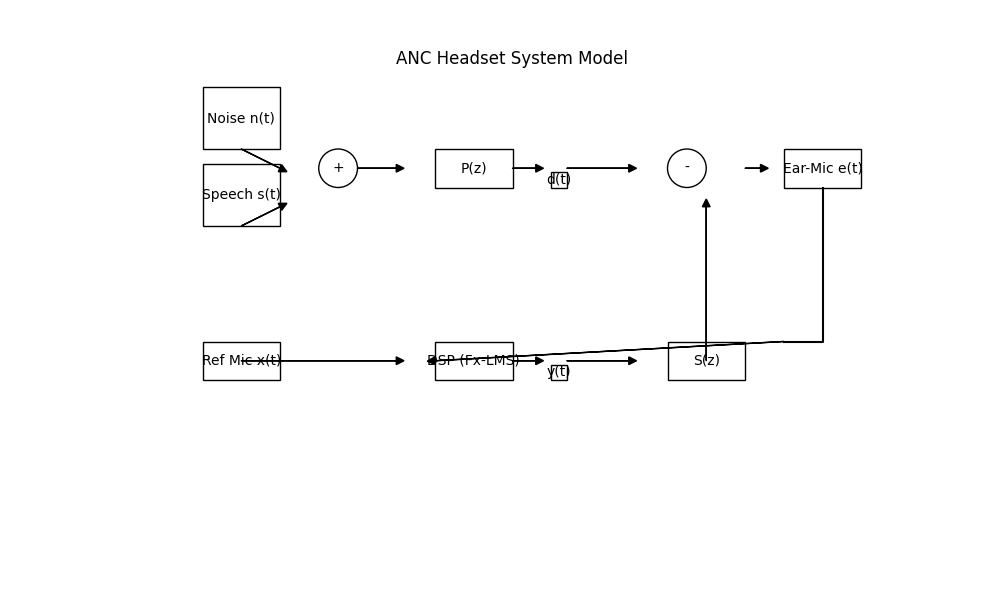 ANC Headset System Model
Noise n(t)
Speech s(t)
+
P(z)
d(t)
-
Ear-Mic e(t)
Ref Mic x(t)
DSP (Fx-LMS)
y(t)
S(z)